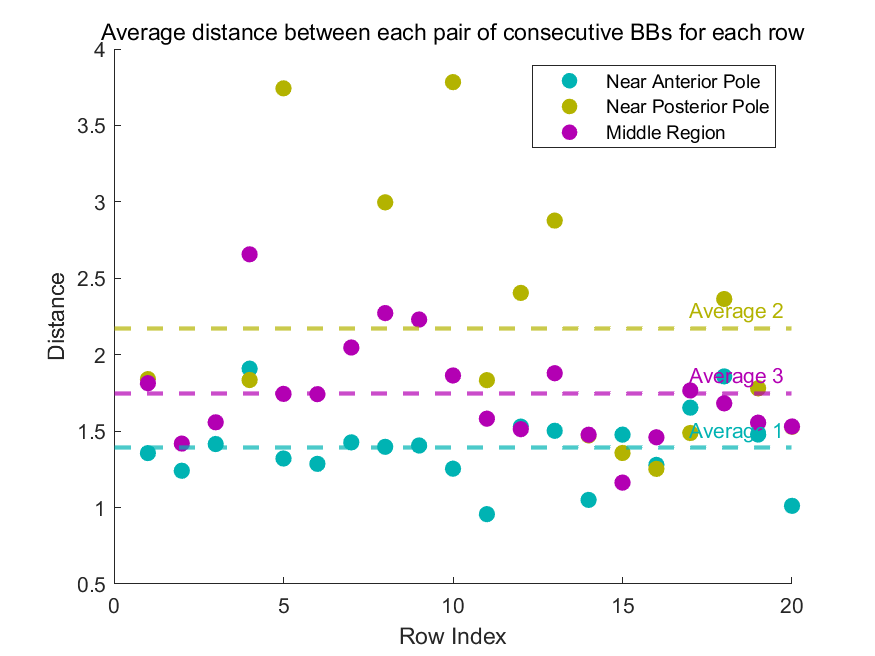 Average distance between each pair of consecutive BBs for each row
4
3.5
3
2.5
2
1.5
1
0.5
0
5
10
15
20
Distance
Row Index
Near Anterior Pole
Near Posterior Pole
Middle Region
Average 2
Average 3
Average 1